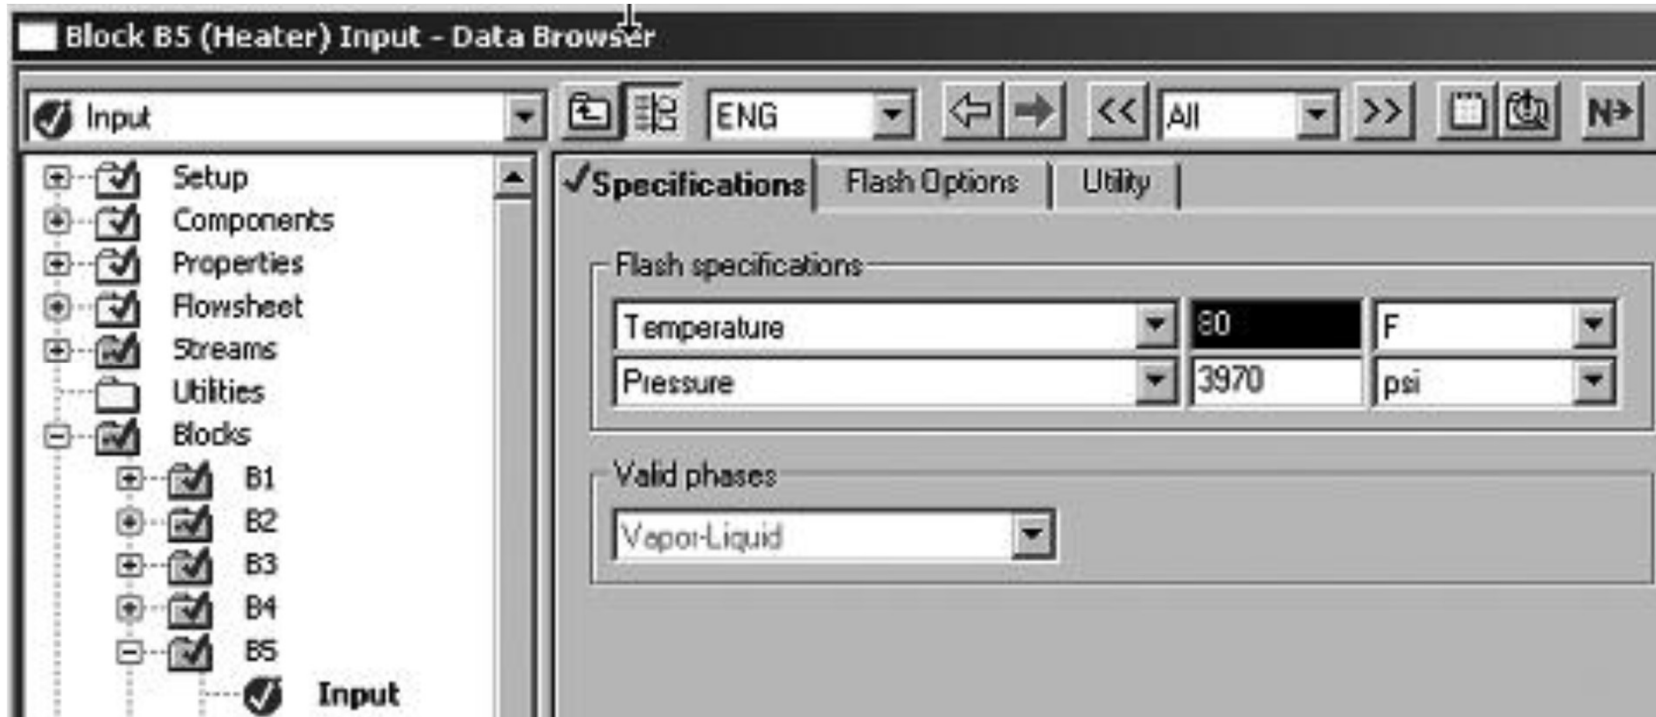 Block B5 (Heater) Input - Data Browser
Input
ENG
<<
All
>>
N
Setup
Components
Properties
Flowsheet
Streams
Utilities
Blocks
B1
B2
B3
B4
B5
Input
Specifications Flash Options Utility
Flash specifications
Temperature 80 F
Pressure 3970 psi
Valid phases
Vapor-Liquid